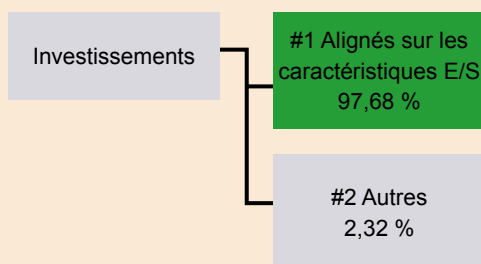 Investissements
#1 Alignés sur les
caractéristiques E/S
97,68 %
#2 Autres
2,32 %